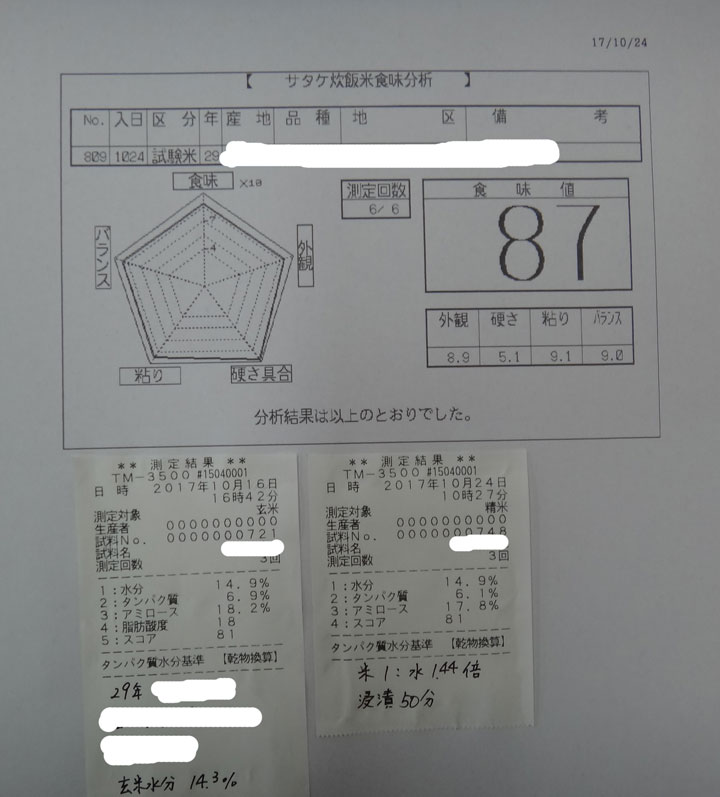 17/10/24
【 サタケ炊飯米食味分析 】
No. 入日 区分 年 産地 品種 地区 備考
809 1024 試験米 29
食味 ×10
7
4
外観
バランス
粘り
硬さ具合
測定回数
6/ 6
食味値
87
外観 硬さ 粘り バランス
8.9 5.1 9.1 9.0
分析結果は以上のとおりでした。
** 測定結果 **
TM-3500 #15040001
日 時 2017年10月16日
16時42分
測定対象 玄米
生産者 0000000000
試料No. 0000000721
試料名
測定回数 3回
1:水分 14.9%
2:タンパク質 6.9%
3:アミロース 18.2%
4:脂肪酸度 18
5:スコア 81
タンパク質水分基準 【乾物換算】
29年
玄米水分 14.3%
** 測定結果 **
TM-3500 #15040001
日 時 2017年10月24日
10時27分
測定対象 精米
生産者 0000000000
試料No. 0000000748
試料名
測定回数 3回
1:水分 14.9%
2:タンパク質 6.1%
3:アミロース 17.8%
4:スコア 81
タンパク質水分基準 【乾物換算】
米1:水1.44倍
浸漬50分